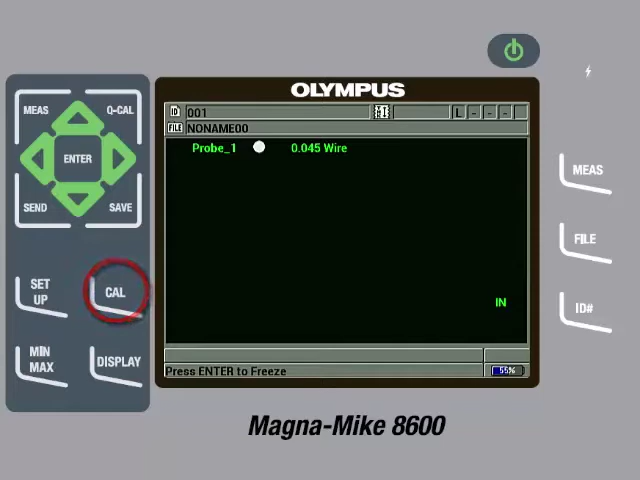 OLYMPUS
MEAS
Q-CAL
ENTER
SEND
SAVE
SET UP
CAL
MIN MAX
DISPLAY
ID 001
L - - -
FILE NONAME00
Probe_1 0.045 Wire
IN
Press ENTER to Freeze
55%
MEAS
FILE
ID#
Magna-Mike 8600